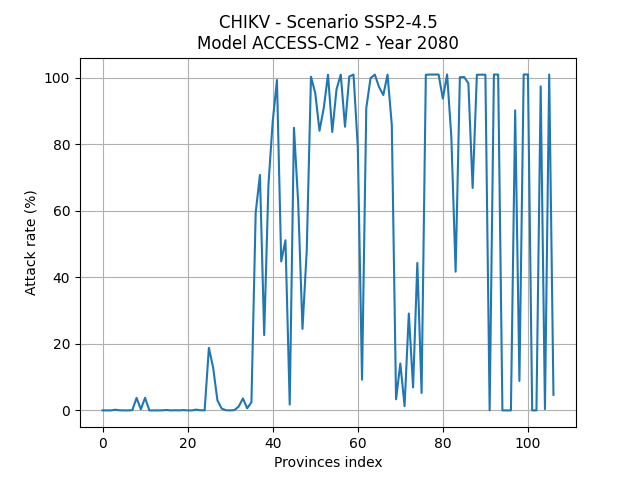 CHIKV - Scenario SSP2-4.5
Model ACCESS-CM2 - Year 2080
100
80
60
40
20
0
Attack rate (%)
0 20 40 60 80 100
Provinces index